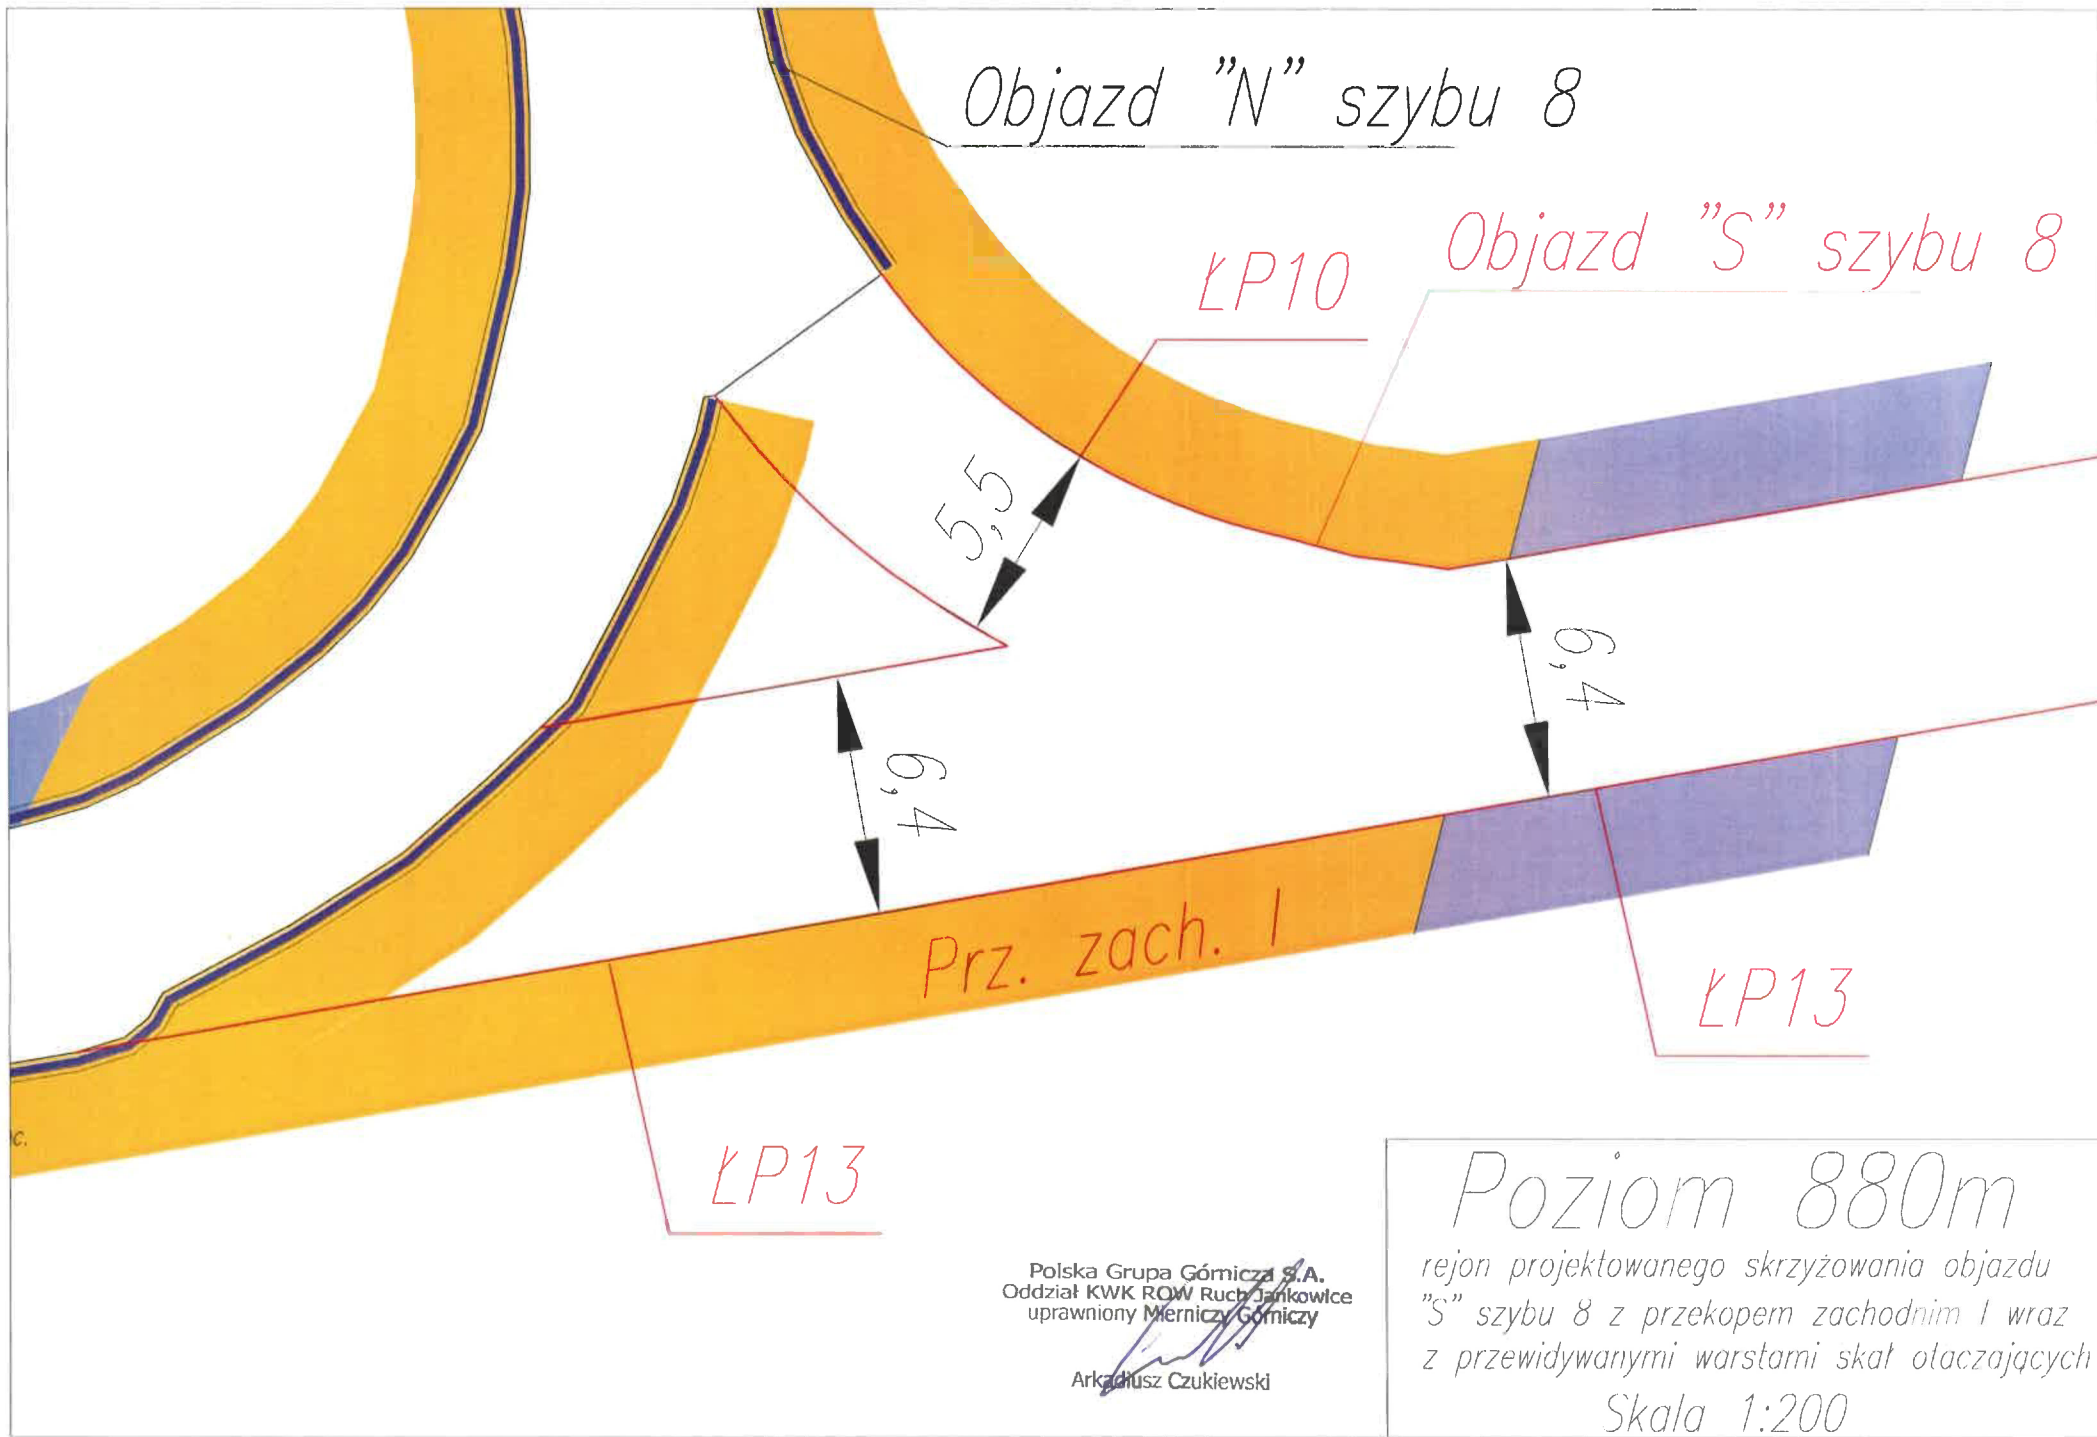 Objazd "N" szybu 8
Objazd "S" szybu 8
ŁP10
5,5
6,4
6,4
Prz. zach. I
ŁP13
ŁP13
c.
Poziom 880m
rejon projektowanego skrzyżowania objazdu
"S" szybu 8 z przekopem zachodnim I wraz
z przewidywanymi warstami skał otaczających
Skala 1:200
Polska Grupa Górnicza S.A.
Oddział KWK ROW Ruch Jankowice
uprawniony Mierniczy Górniczy
Arkadiusz Czukiewski